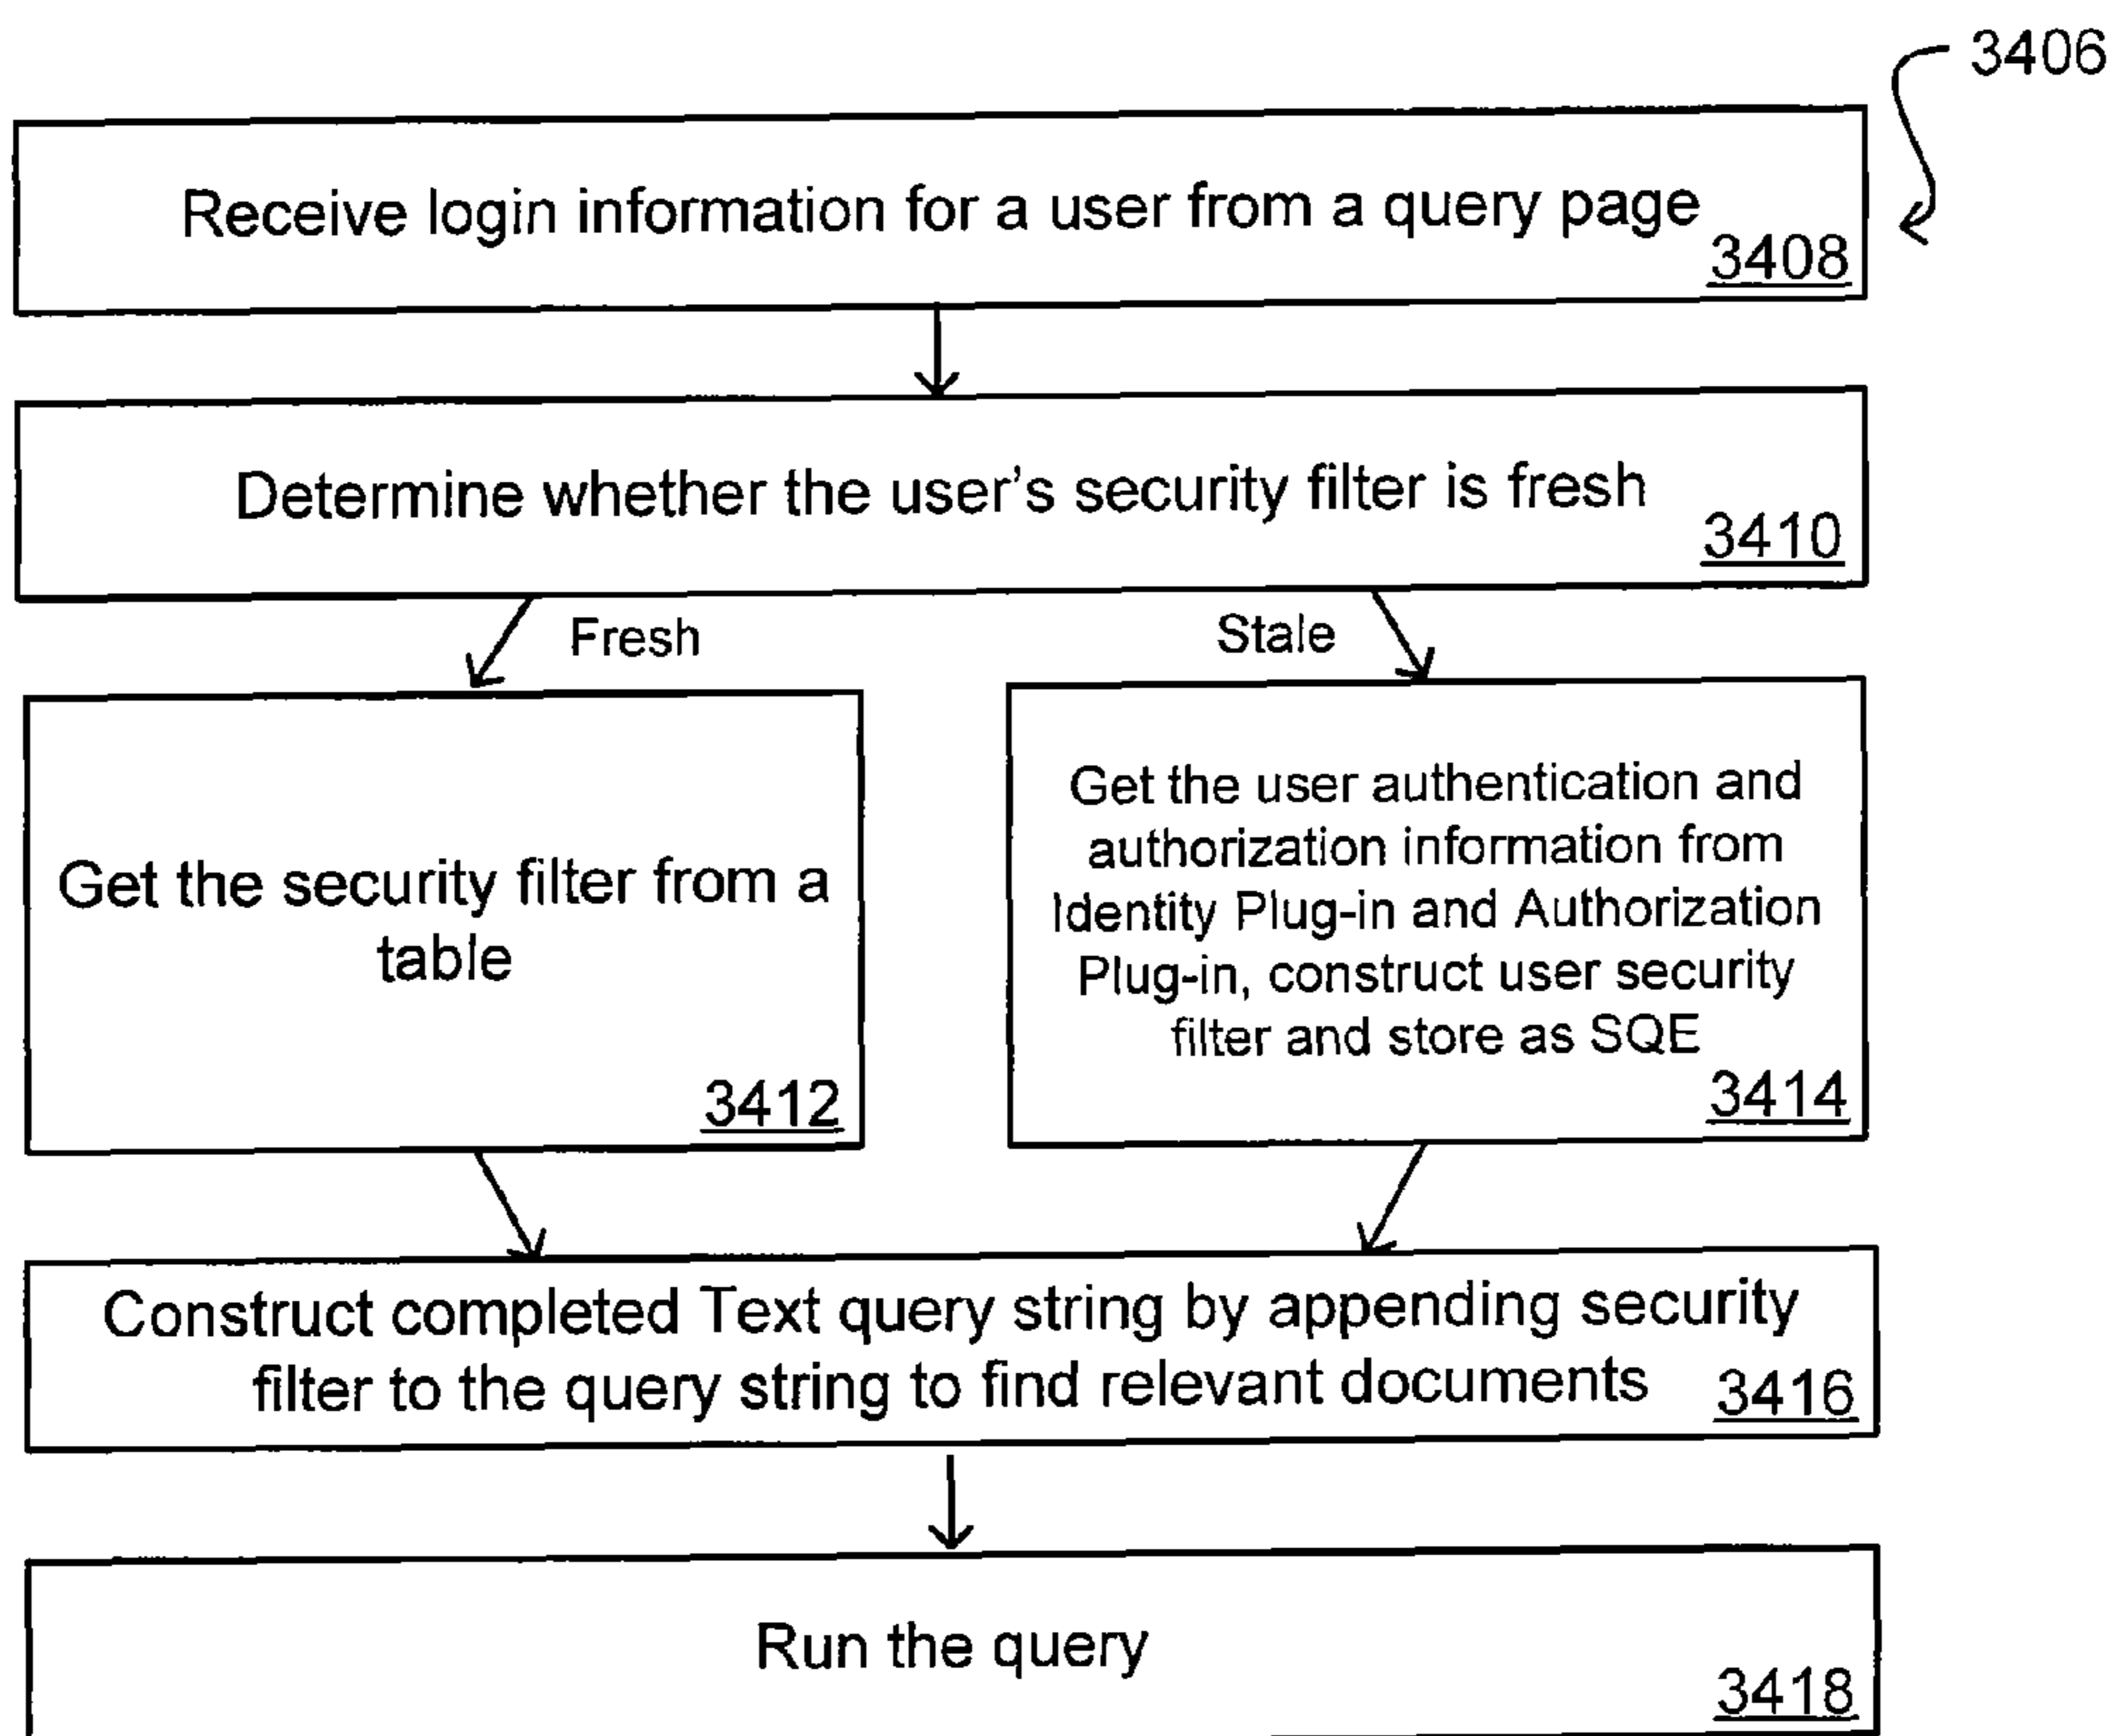 3406
Receive login information for a user from a query page
3408
Determine whether the user's security filter is fresh
3410
Fresh
Stale
Get the security filter from a
table
3412
Get the user authentication and
authorization information from
Identity Plug-in and Authorization
Plug-in, construct user security
filter and store as SQE
3414
Construct completed Text query string by appending security
filter to the query string to find relevant documents
3416
Run the query
3418